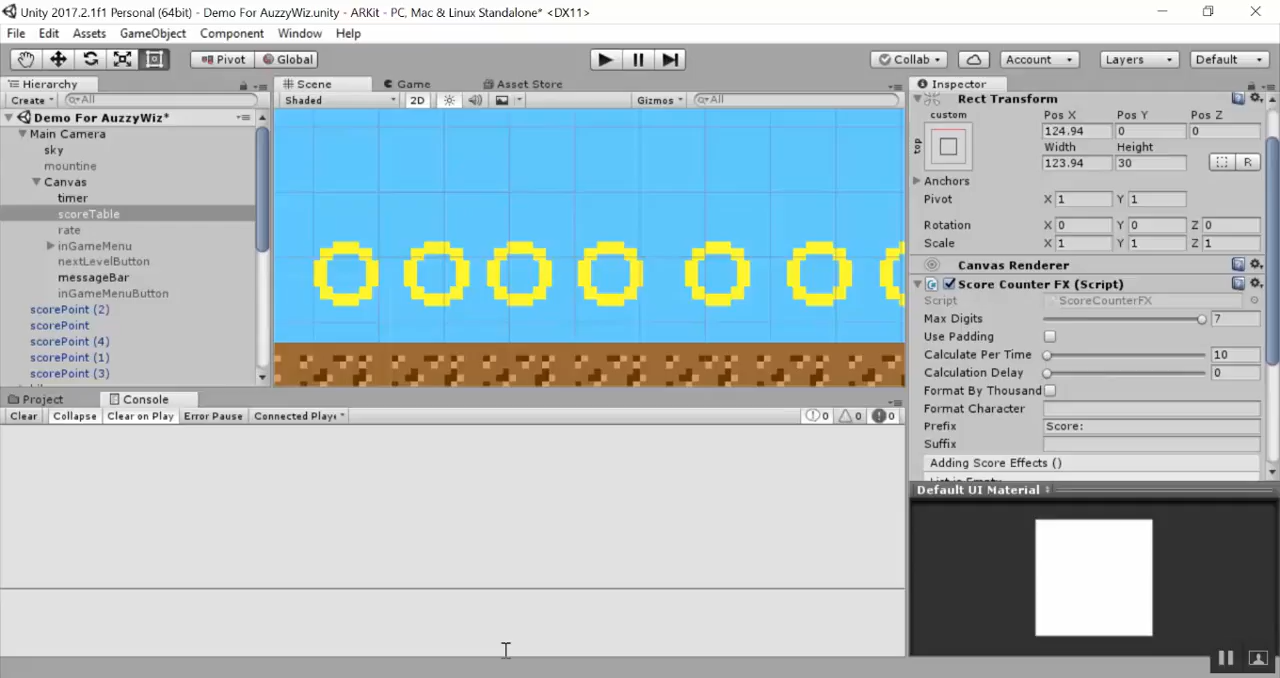 Unity 2017.2.1f1 Personal (64bit) - Demo For AuzzyWiz.unity - ARKit - PC, Mac & Linux Standalone* <DX11>
File Edit Assets GameObject Component Window Help
Pivot Global Collab Account Layers Default
Hierarchy Scene Game Asset Store Inspector
Create All Shaded 2D Gizmos All
Demo For AuzzyWiz*
Main Camera
sky
mountine
Canvas
timer
scoreTable
rate
inGameMenu
nextLevelButton
messageBar
inGameMenuButton
scorePoint (2)
scorePoint
scorePoint (4)
scorePoint (1)
scorePoint (3)
Project Console
Clear Collapse Clear on Play Error Pause Connected Playe 0 0 0
Rect Transform
custom Pos X Pos Y Pos Z
top 124.94 0 0
Width Height
123.94 30 R
Anchors
Pivot X 1 Y 1
Rotation X 0 Y 0 Z 0
Scale X 1 Y 1 Z 1
Canvas Renderer
Score Counter FX (Script)
Script ScoreCounterFX
Max Digits 7
Use Padding
Calculate Per Time 10
Calculation Delay 0
Format By Thousand
Format Character
Prefix Score:
Suffix
Adding Score Effects ()
List is Empty
Default UI Material